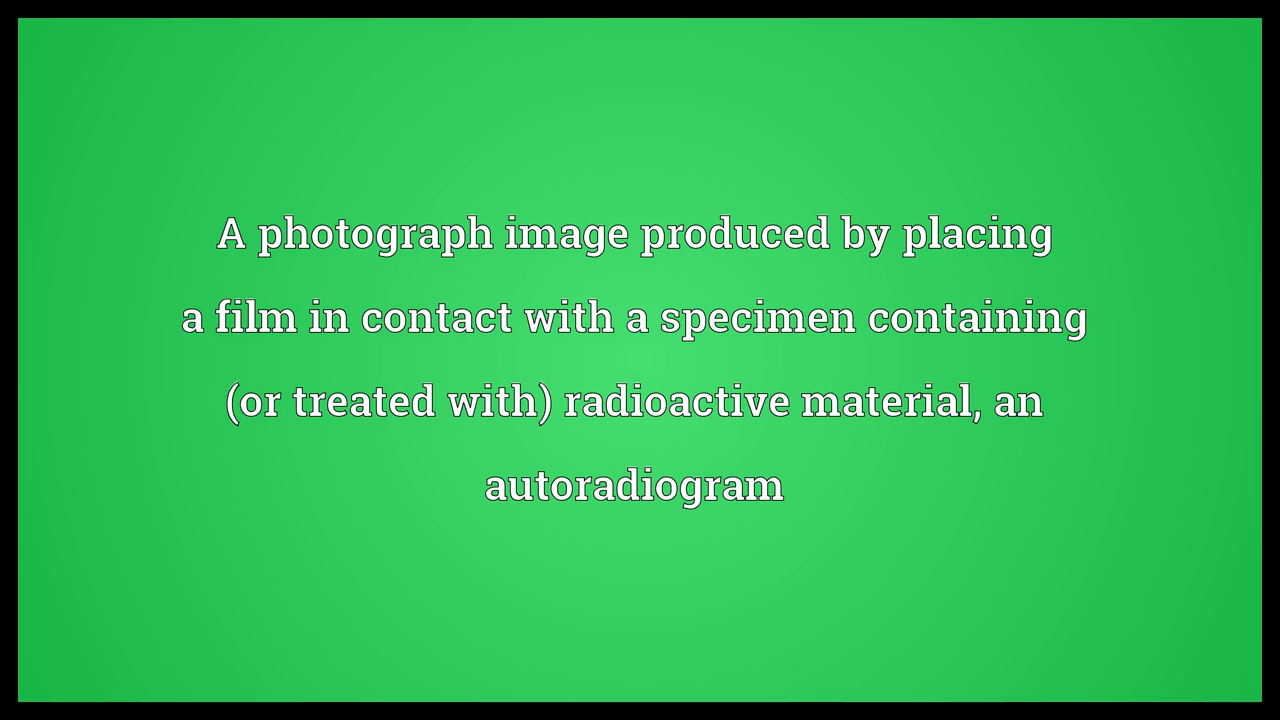 A photograph image produced by placing
a film in contact with a specimen containing
(or treated with) radioactive material, an
autoradiogram